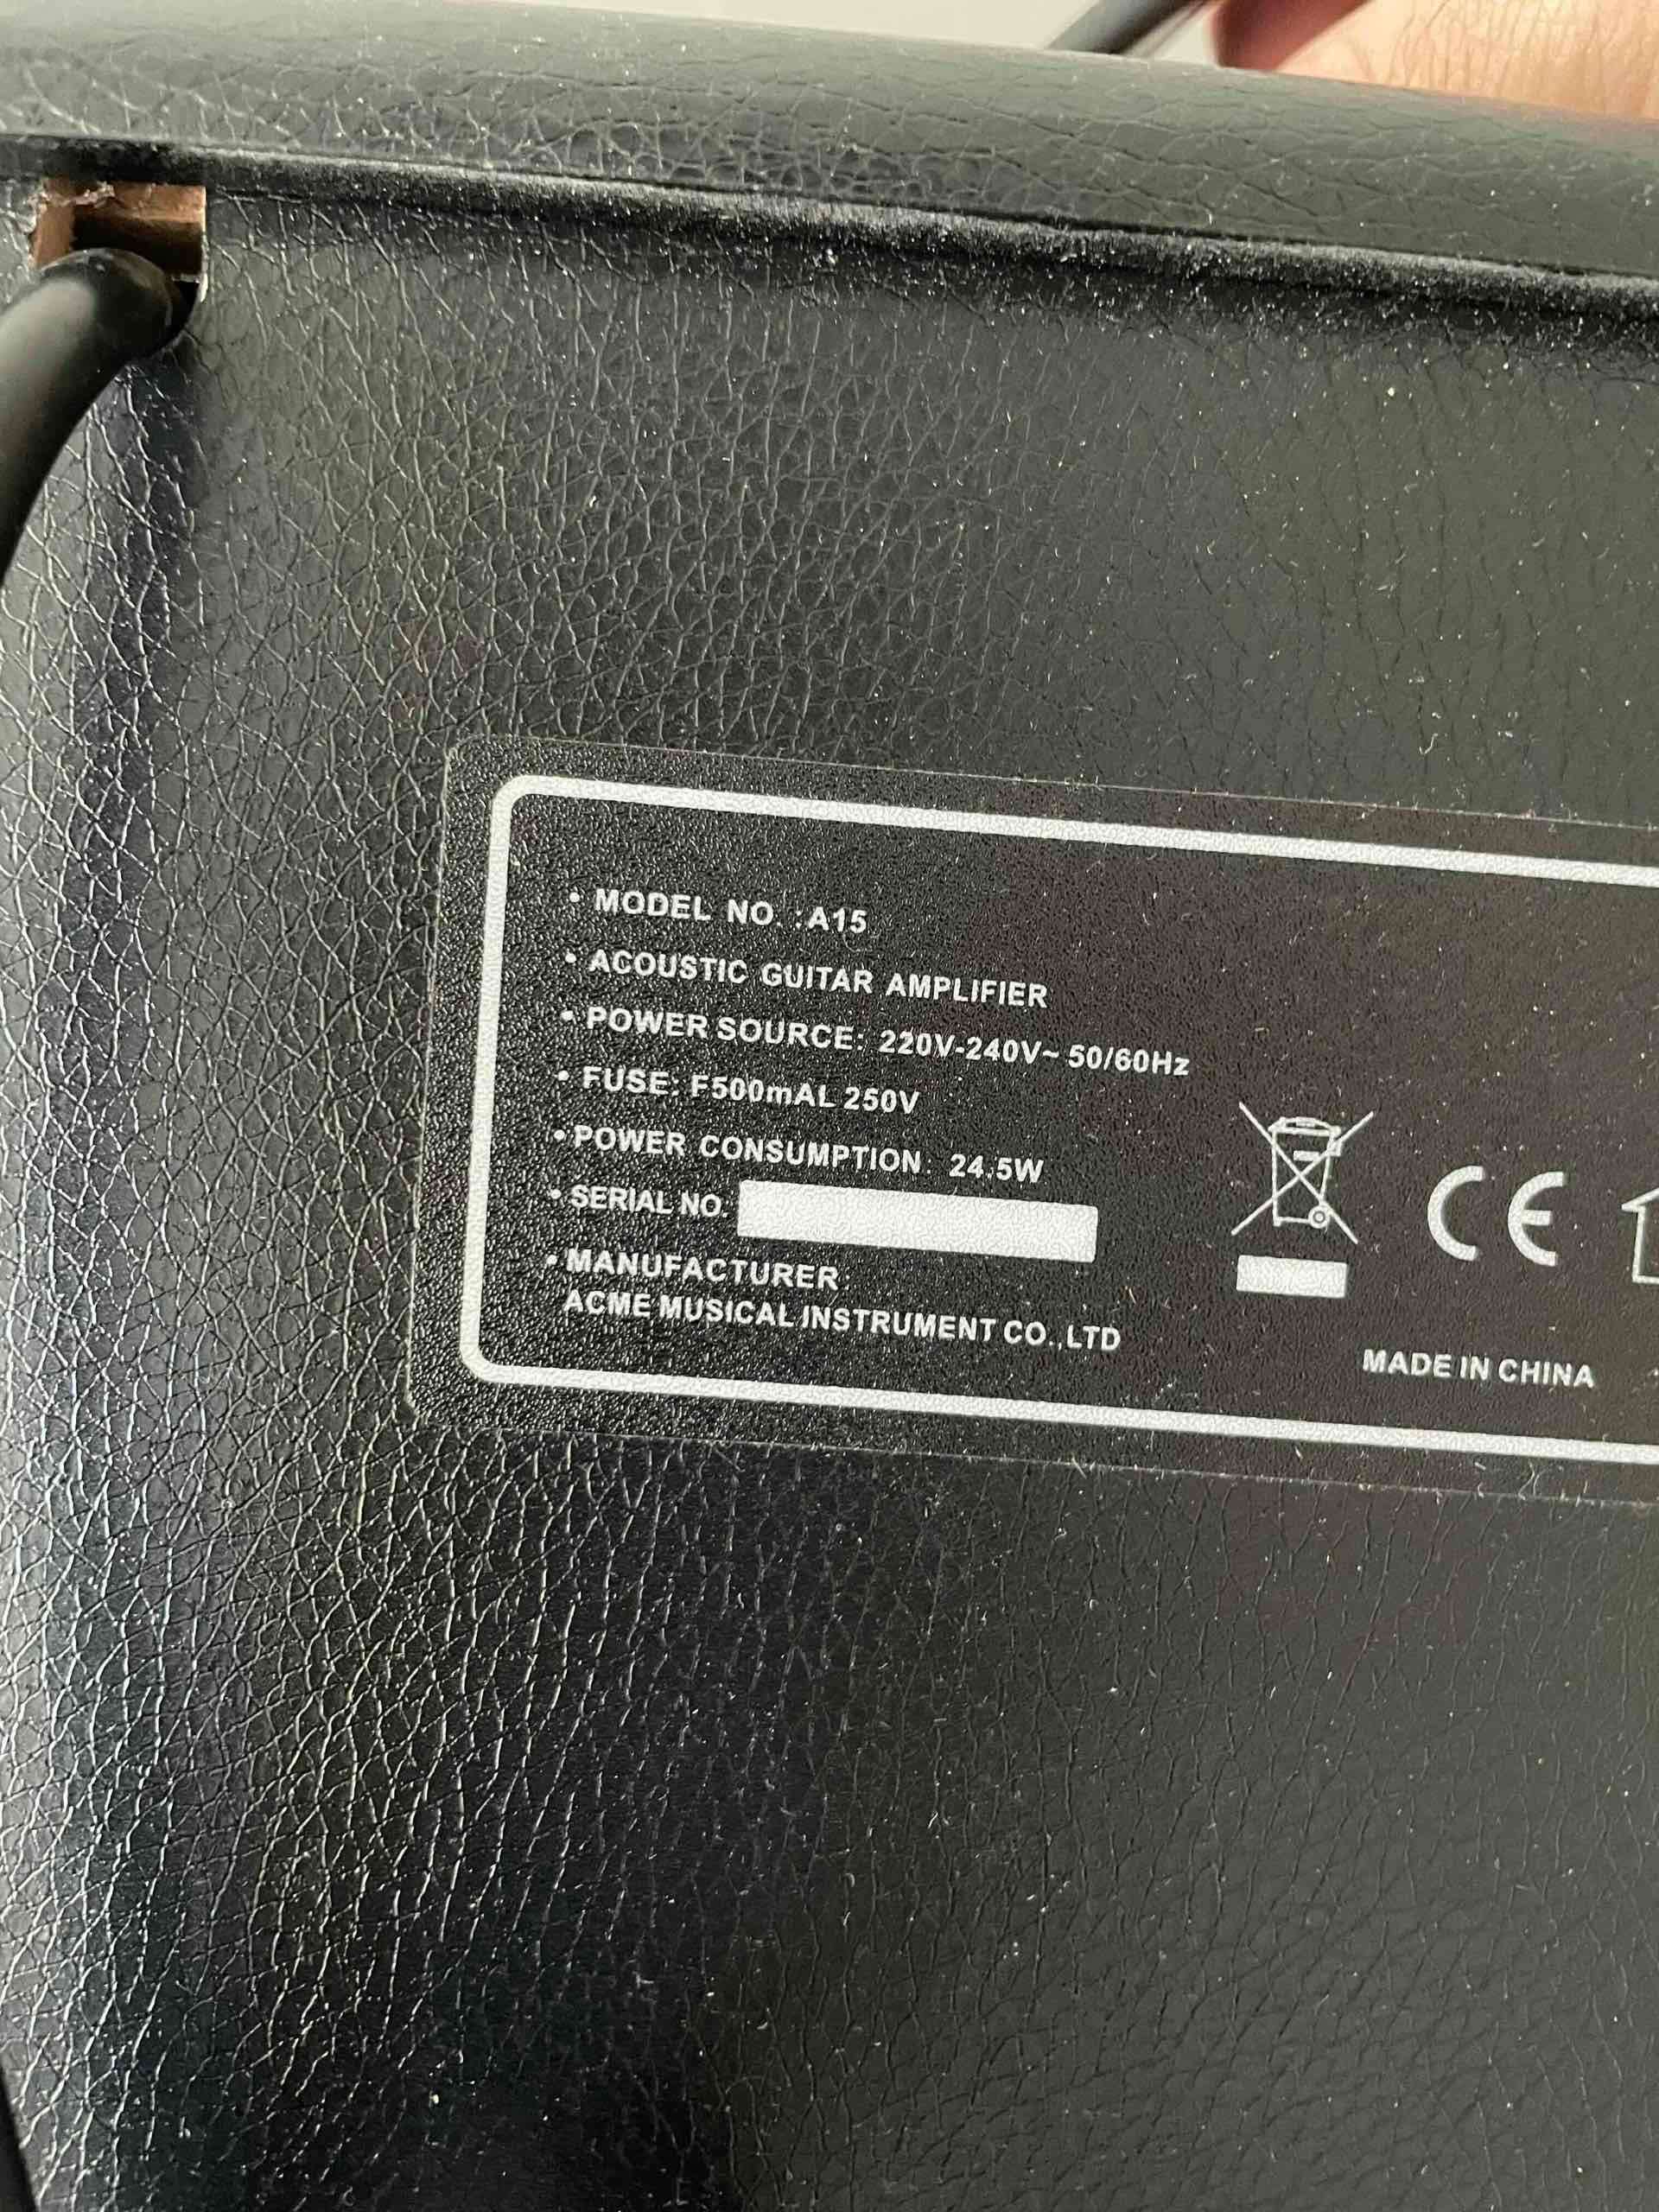 • MODEL NO. : A15
• ACOUSTIC GUITAR AMPLIFIER
• POWER SOURCE: 220V-240V~ 50/60Hz
• FUSE: F500mAL 250V
• POWER CONSUMPTION: 24.5W
• SERIAL NO.
• MANUFACTURER:
ACME MUSICAL INSTRUMENT CO.,LTD
CE
MADE IN CHINA